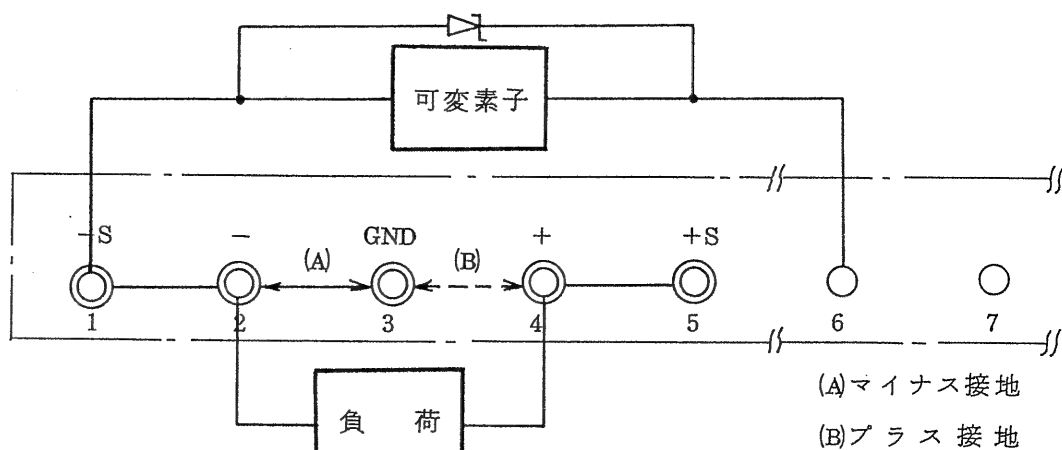 可変素子
-S - GND + +S
(A) (B)
1 2 3 4 5 6 7
(A)マイナス接地
負 荷
(B)プラス接地